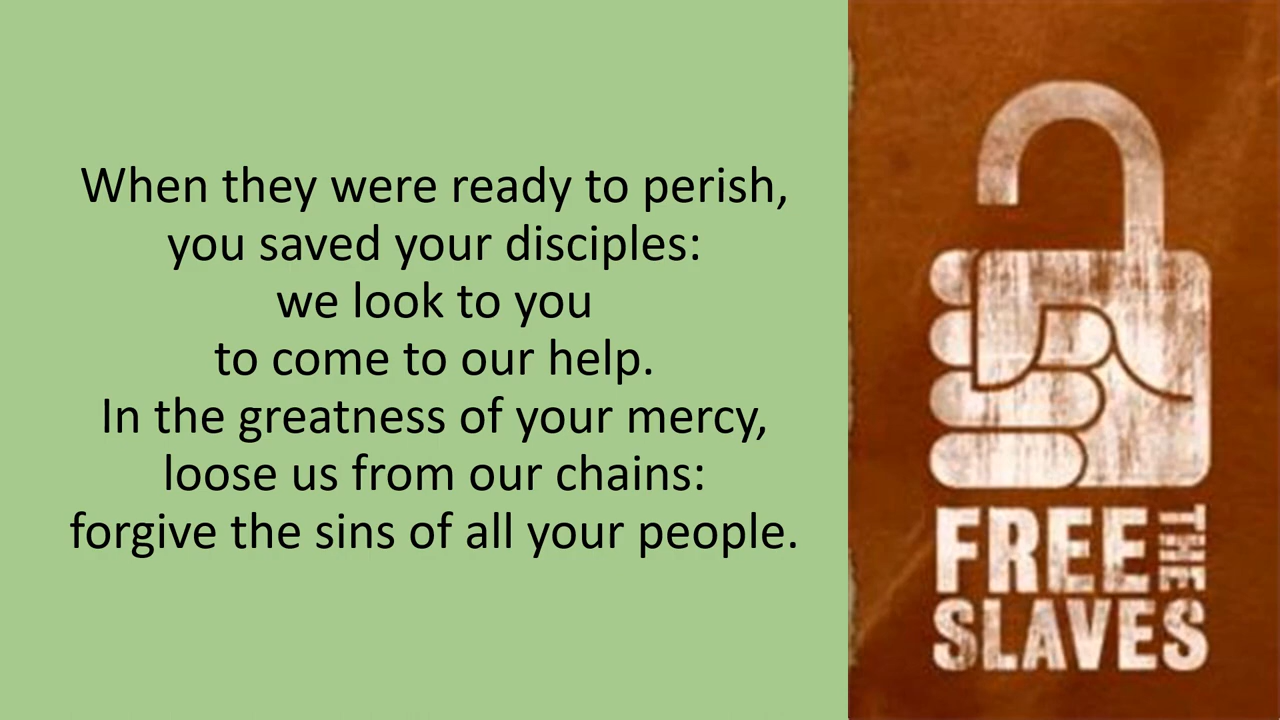 When they were ready to perish,
you saved your disciples:
we look to you
to come to our help.
In the greatness of your mercy,
loose us from our chains:
forgive the sins of all your people.
FREE THE
SLAVES